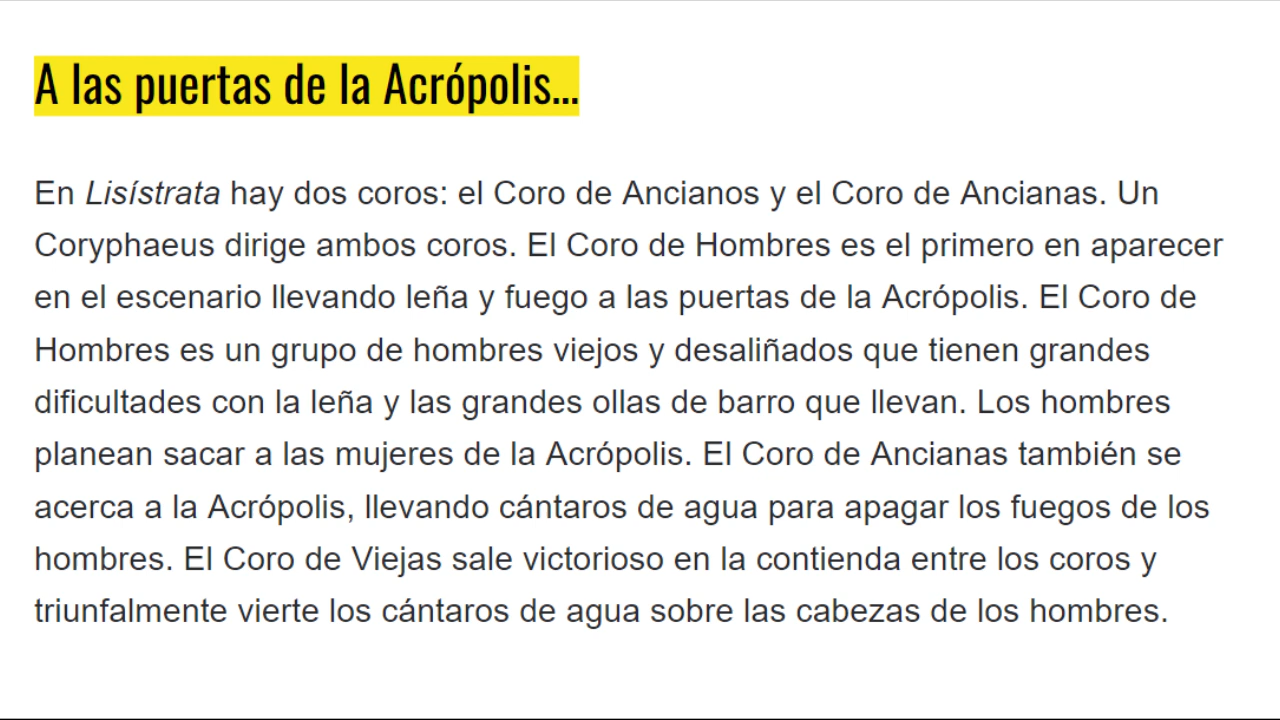 A las puertas de la Acrópolis...
En Lisístrata hay dos coros: el Coro de Ancianos y el Coro de Ancianas. Un
Coryphaeus dirige ambos coros. El Coro de Hombres es el primero en aparecer
en el escenario llevando leña y fuego a las puertas de la Acrópolis. El Coro de
Hombres es un grupo de hombres viejos y desaliñados que tienen grandes
dificultades con la leña y las grandes ollas de barro que llevan. Los hombres
planean sacar a las mujeres de la Acrópolis. El Coro de Ancianas también se
acerca a la Acrópolis, llevando cántaros de agua para apagar los fuegos de los
hombres. El Coro de Viejas sale victorioso en la contienda entre los coros y
triunfalmente vierte los cántaros de agua sobre las cabezas de los hombres.